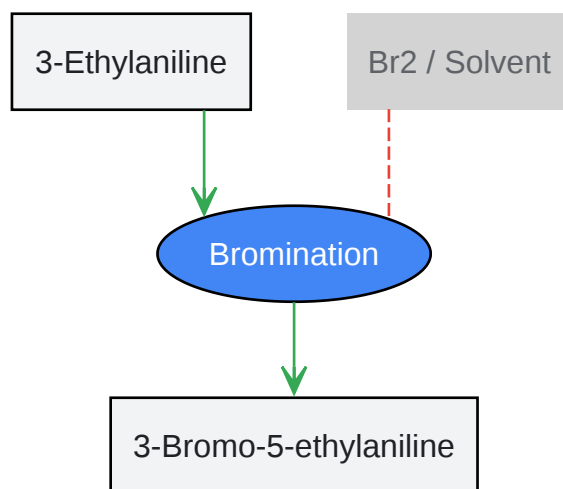 3-Ethylaniline
Br2 / Solvent
Bromination
3-Bromo-5-ethylaniline